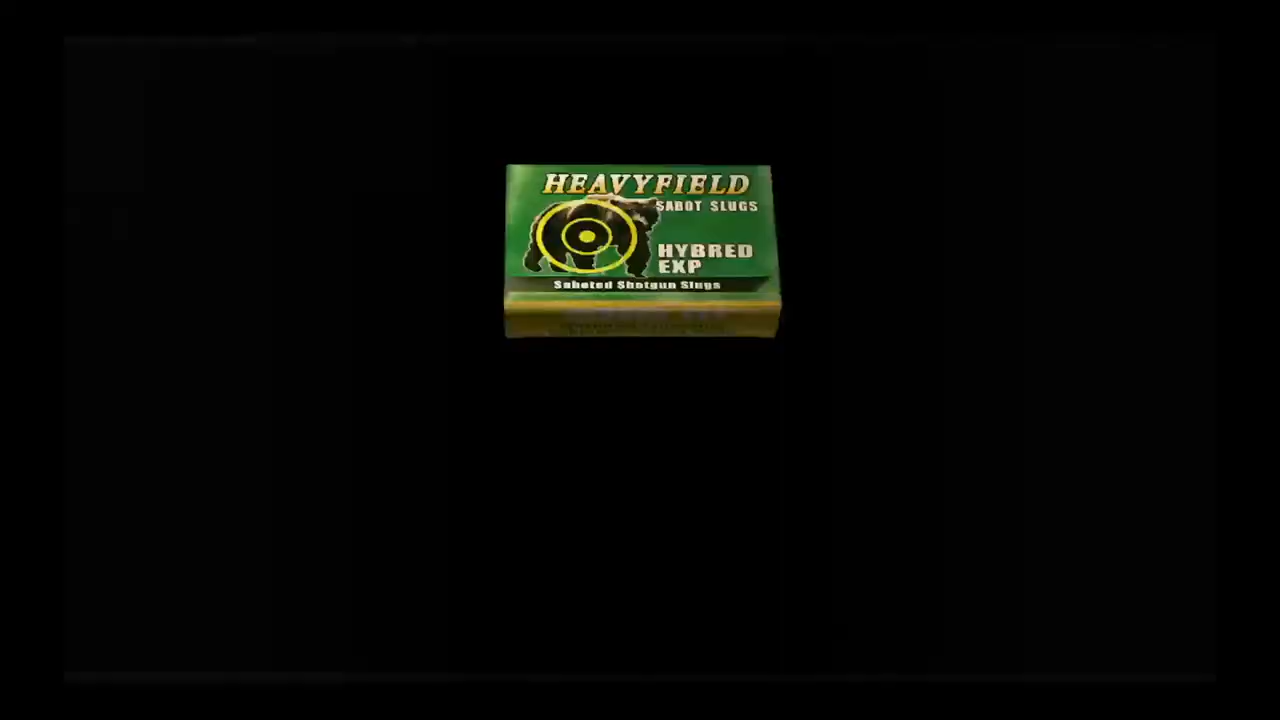 HEAVYFIELD
SABOT SLUGS
HYBRED
EXP
Saboted Shotgun Slugs